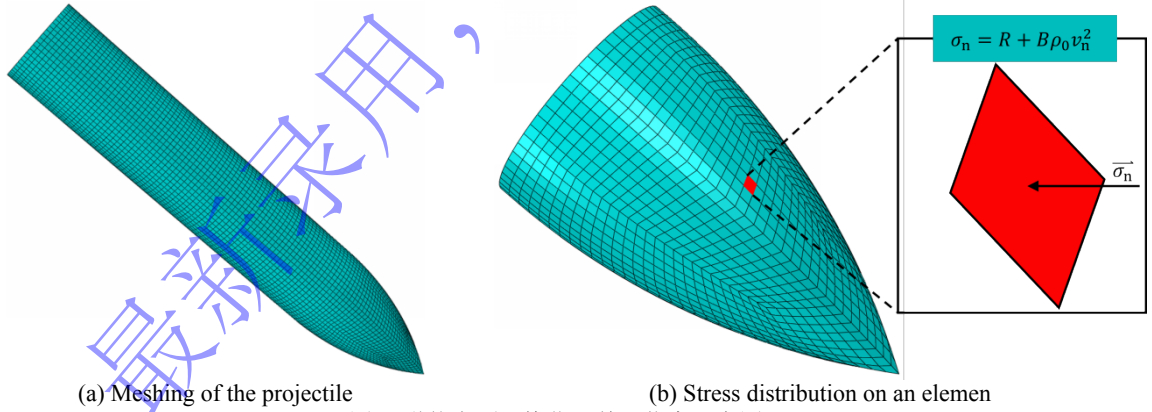 σₙ = R + Bρ₀vₙ²
σₙ
最新录用,
(a) Meshing of the projectile
(b) Stress distribution on an elemen